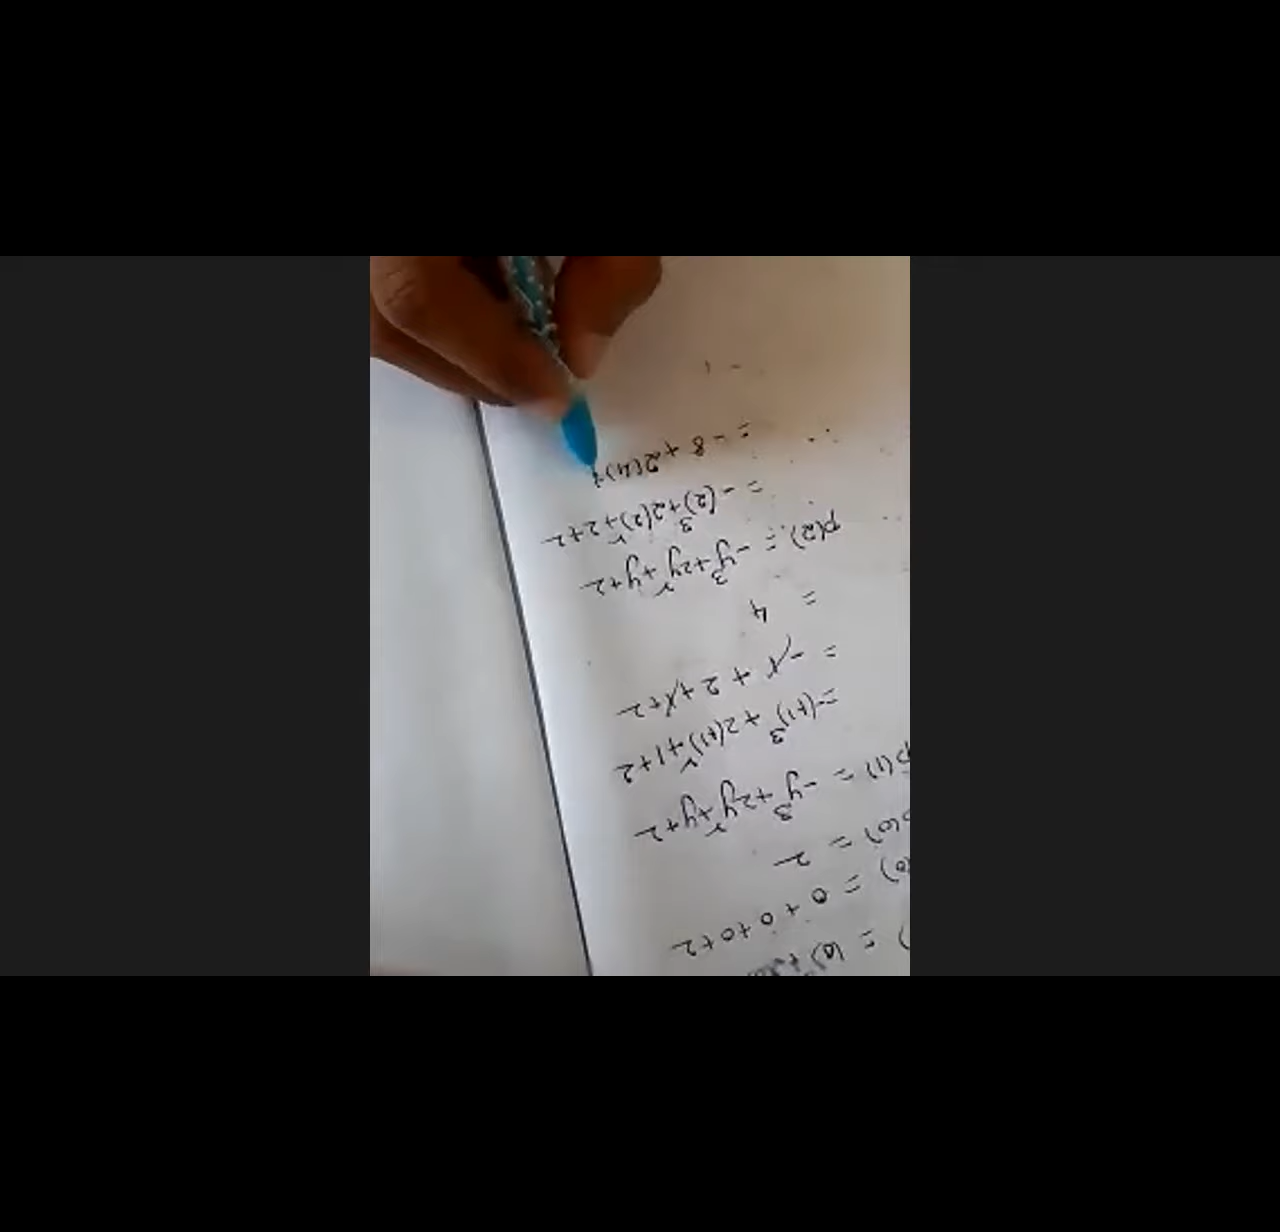 ) = (0)³ +
(0) = 0 + 0 + 0 + 2
p(0) = 2
p(1) = -y³ + 2y² + y + 2
= -(+1)³ + 2(+1)² + 1 + 2
= -1 + 2 + 1 + 2
= 4
p(2) = -y³ + 2y² + y + 2
= -(2)³ + 2(2)² + 2 + 2
= -8 + 2(4) +